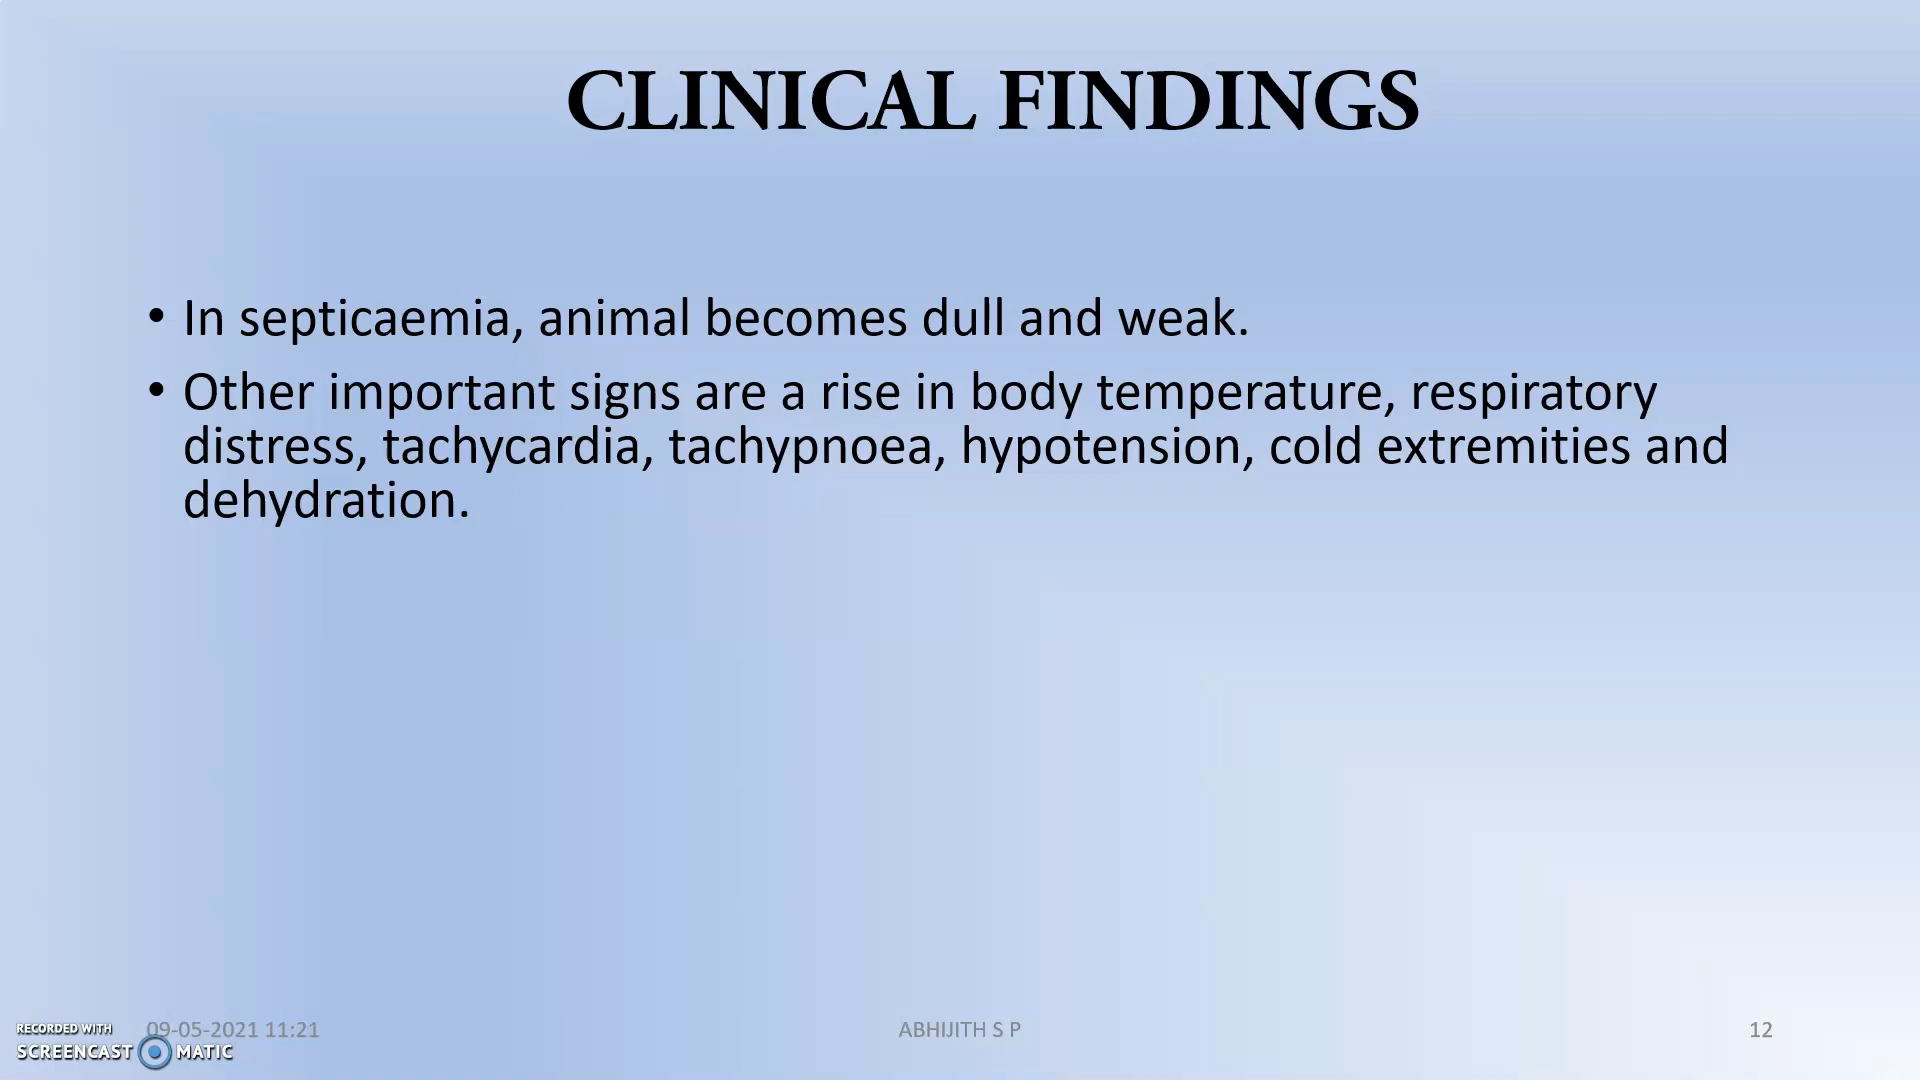 CLINICAL FINDINGS
• In septicaemia, animal becomes dull and weak.
• Other important signs are a rise in body temperature, respiratory
distress, tachycardia, tachypnoea, hypotension, cold extremities and
dehydration.
RECORDED WITH
SCREENCAST MATIC
09-05-2021 11:21
ABHIJITH S P
12